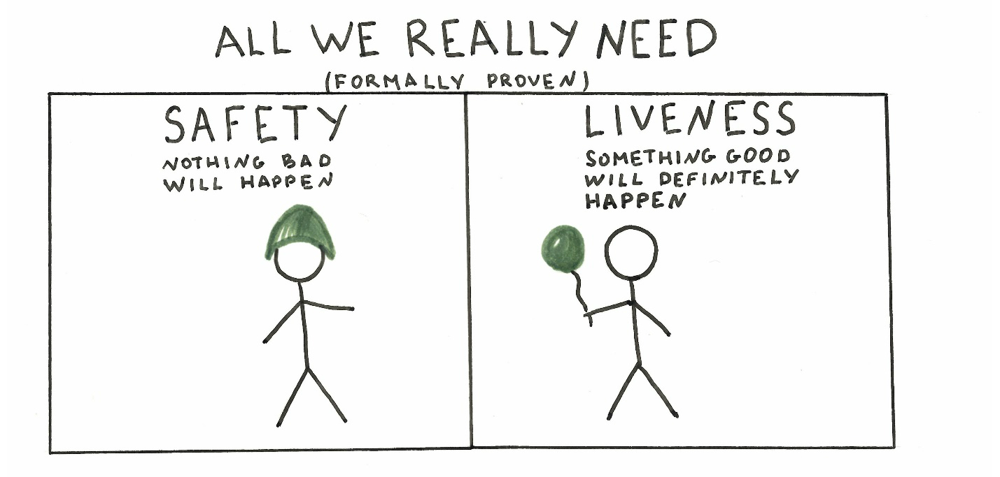 ALL WE REALLY NEED
(FORMALLY PROVEN)
SAFETY
NOTHING BAD
WILL HAPPEN
LIVENESS
SOMETHING GOOD
WILL DEFINITELY
HAPPEN